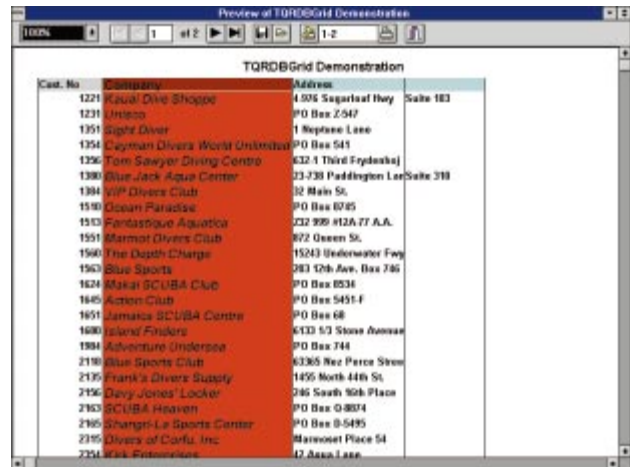 Preview of TQRDBGrid Demonstration
100% 1 of 2 1-2
TQRDBGrid Demonstration
Cust. No Company Address
1221 Kauai Dive Shoppe 4-976 Sugarloaf Hwy Suite 103
1231 Unisco PO Box Z-547
1351 Sight Diver 1 Neptune Lane
1354 Cayman Divers World Unlimited PO Box 541
1356 Tom Sawyer Diving Centre 632-1 Third Frydenhoj
1380 Blue Jack Aqua Center 23-738 Paddington Lan Suite 310
1384 VIP Divers Club 32 Main St.
1510 Ocean Paradise PO Box 8745
1513 Fantastique Aquatica Z32 999 #12A-77 A.A.
1551 Marmot Divers Club 872 Queen St.
1560 The Depth Charge 15243 Underwater Fwy
1563 Blue Sports 203 12th Ave. Box 746
1624 Makai SCUBA Club PO Box 8534
1645 Action Club PO Box 5451-F
1651 Jamaica SCUBA Centre PO Box 68
1680 Island Finders 6133 1/3 Stone Avenue
1984 Adventure Undersea PO Box 744
2118 Blue Sports Club 63365 Nez Perce Stree
2135 Frank's Divers Supply 1455 North 44th St.
2156 Davy Jones' Locker 246 South 16th Place
2163 SCUBA Heaven PO Box Q-8874
2165 Shangri-La Sports Center PO Box D-5495
2315 Divers of Corfu, Inc Marmoset Place 54
2354 Kirk Enterprises 42 Aqua Lane